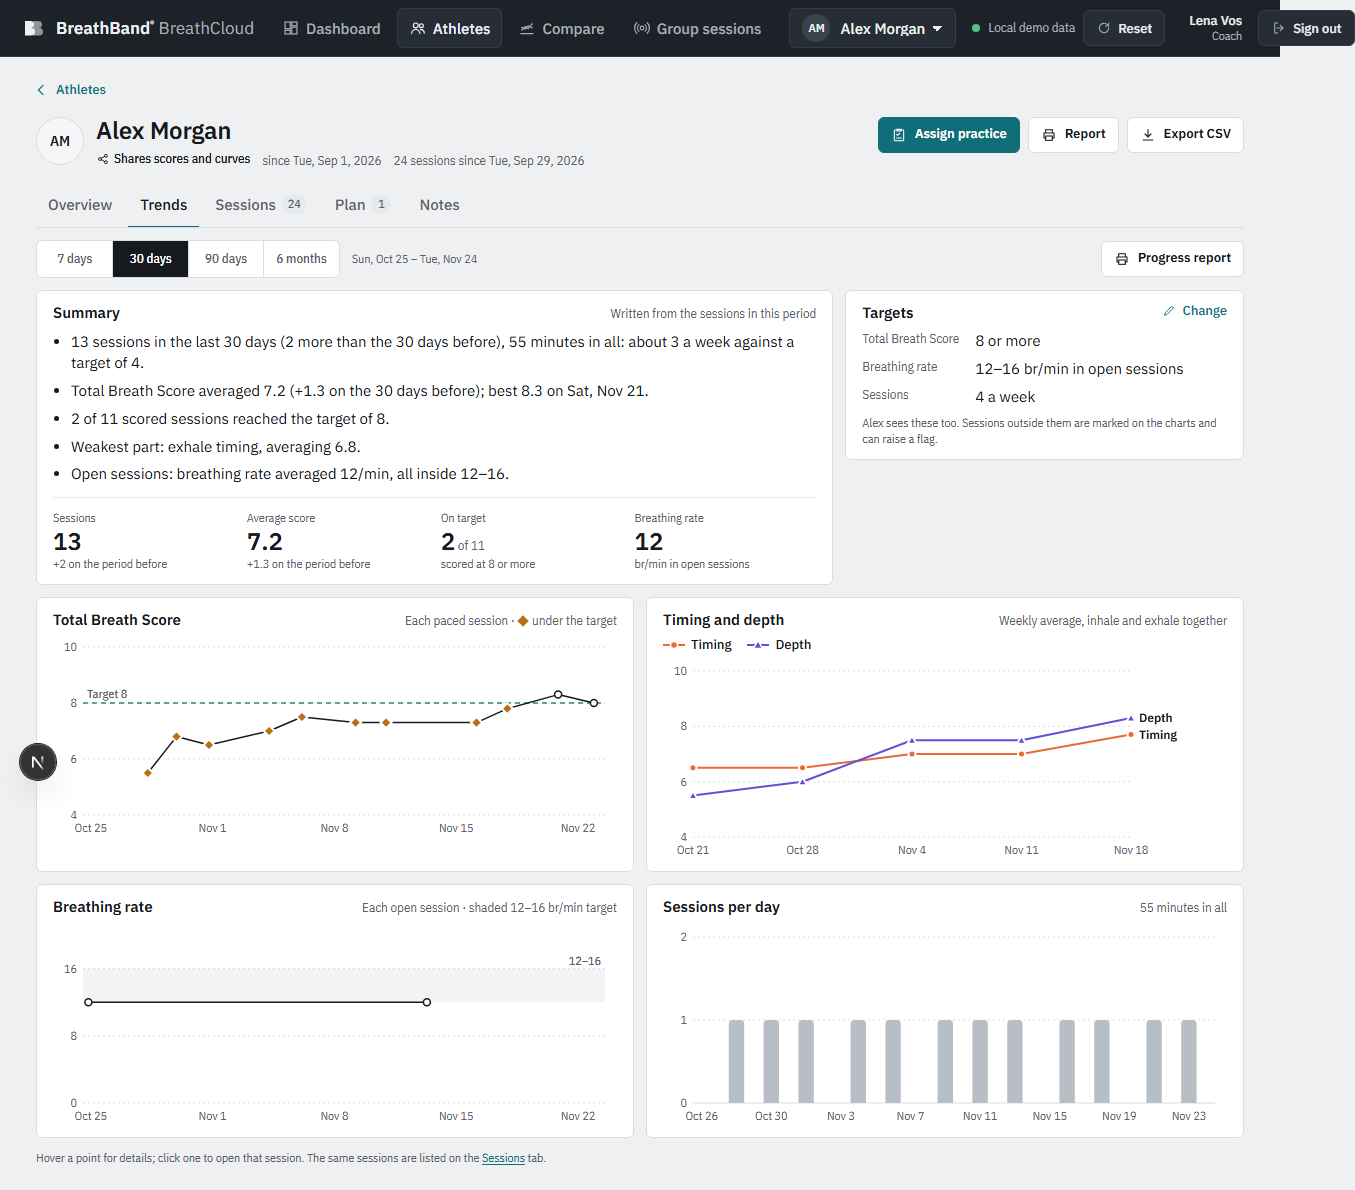 BreathBand® BreathCloud
Dashboard
Athletes
Compare
Group sessions
AM Alex Morgan
Local demo data
Reset
Lena Vos
Coach
Sign out
Athletes
AM
Alex Morgan
Shares scores and curves since Tue, Sep 1, 2026 24 sessions since Tue, Sep 29, 2026
Assign practice
Report
Export CSV
Overview
Trends
Sessions 24
Plan 1
Notes
7 days
30 days
90 days
6 months
Sun, Oct 25 – Tue, Nov 24
Progress report
Summary
Written from the sessions in this period
• 13 sessions in the last 30 days (2 more than the 30 days before), 55 minutes in all: about 3 a week against a
target of 4.
• Total Breath Score averaged 7.2 (+1.3 on the 30 days before); best 8.3 on Sat, Nov 21.
• 2 of 11 scored sessions reached the target of 8.
• Weakest part: exhale timing, averaging 6.8.
• Open sessions: breathing rate averaged 12/min, all inside 12–16.
Sessions
13
+2 on the period before
Average score
7.2
+1.3 on the period before
On target
2 of 11
scored at 8 or more
Breathing rate
12
br/min in open sessions
Targets
Change
Total Breath Score 8 or more
Breathing rate 12–16 br/min in open sessions
Sessions 4 a week
Alex sees these too. Sessions outside them are marked on the charts and
can raise a flag.
Total Breath Score
Each paced session · ◆ under the target
10
Target 8
8
6
4
Oct 25 Nov 1 Nov 8 Nov 15 Nov 22
N
Timing and depth
Weekly average, inhale and exhale together
Timing Depth
10
8
6
4
Depth
Timing
Oct 21 Oct 28 Nov 4 Nov 11 Nov 18
Breathing rate
Each open session · shaded 12–16 br/min target
12–16
16
8
0
Oct 25 Nov 1 Nov 8 Nov 15 Nov 22
Sessions per day
55 minutes in all
2
1
0
Oct 26 Oct 30 Nov 3 Nov 7 Nov 11 Nov 15 Nov 19 Nov 23
Hover a point for details; click one to open that session. The same sessions are listed on the Sessions tab.